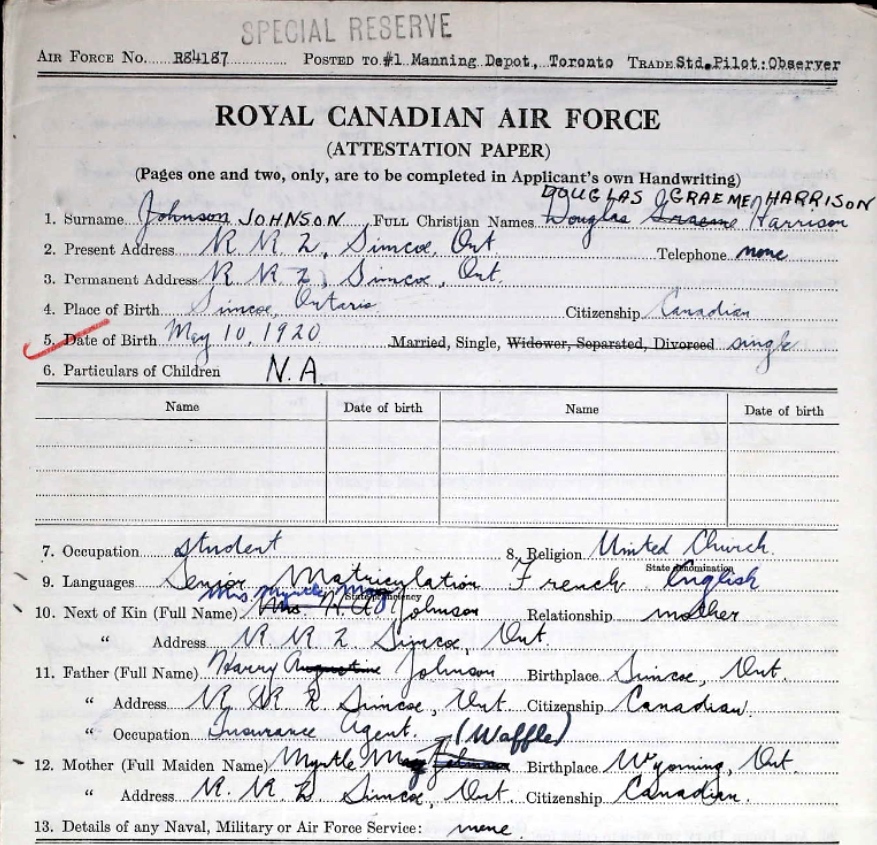 SPECIAL RESERVE
AIR FORCE NO. R84187 POSTED TO #1 Manning Depot, Toronto TRADE Std.Pilot:Observer
ROYAL CANADIAN AIR FORCE
(ATTESTATION PAPER)
(Pages one and two, only, are to be completed in Applicant's own Handwriting)
DOUGLAS GRAEME HARRISON
1. Surname Johnson JOHNSON FULL Christian Names Douglas Graeme Harrison
2. Present Address R R 2, Simcoe, Ont Telephone none
3. Permanent Address R R 2, Simcoe, Ont.
4. Place of Birth Simcoe, Ontario Citizenship Canadian
5. Date of Birth May 10, 1920 Married, Single, Widower, Separated, Divorced single
6. Particulars of Children N.A.
Name Date of birth Name Date of birth
7. Occupation student 8. Religion United Church.
State denomination
9. Languages Senior Matriculation French English
State proficiency
Mrs. Myrtle May
10. Next of Kin (Full Name) Mrs. H.A. Johnson Relationship mother
" Address R R 2 Simcoe, Ont.
11. Father (Full Name) Harry Augustine Johnson Birthplace Simcoe, Ont
" Address R R 2 Simcoe, Ont Citizenship Canadian
" Occupation Insurance Agent. (Waffle)
12. Mother (Full Maiden Name) Myrtle May Johnson Birthplace Wyoming, Ont.
" Address R. R. 2 Simcoe, Ont. Citizenship Canadian.
13. Details of any Naval, Military or Air Force Service: none